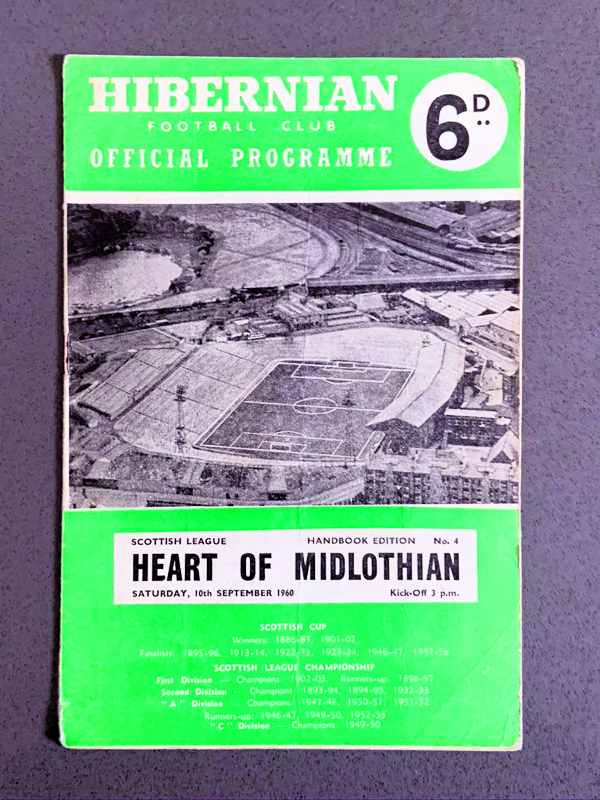 HIBERNIAN
FOOTBALL CLUB
OFFICIAL PROGRAMME
6D
SCOTTISH LEAGUE HANDBOOK EDITION No. 4
HEART OF MIDLOTHIAN
SATURDAY, 10th SEPTEMBER 1960 Kick-Off 3 p.m.
SCOTTISH CUP
Winners: 1886-87, 1901-02
Finalists: 1895-96, 1913-14, 1922-23, 1923-24, 1946-47, 1957-58
SCOTTISH LEAGUE CHAMPIONSHIP
First Division — Champions: 1902-03. Runners-up: 1896-97
Second Division — Champions 1893-94, 1894-95, 1932-33
"A" Division — Champions: 1947-48, 1950-51, 1951-52
Runners-up: 1946-47, 1949-50, 1952-53
"C" Division — Champions: 1949-50